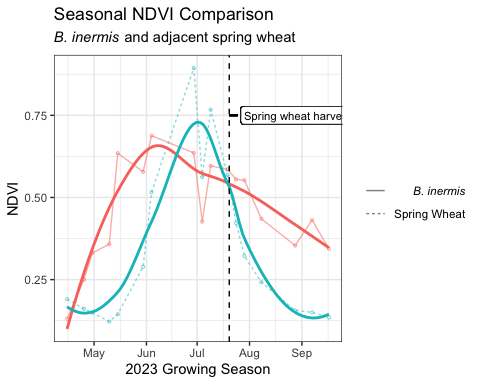 Seasonal NDVI Comparison
B. inermis and adjacent spring wheat
NDVI
0.75
0.50
0.25
Spring wheat harve
May Jun Jul Aug Sep
2023 Growing Season
B. inermis
Spring Wheat